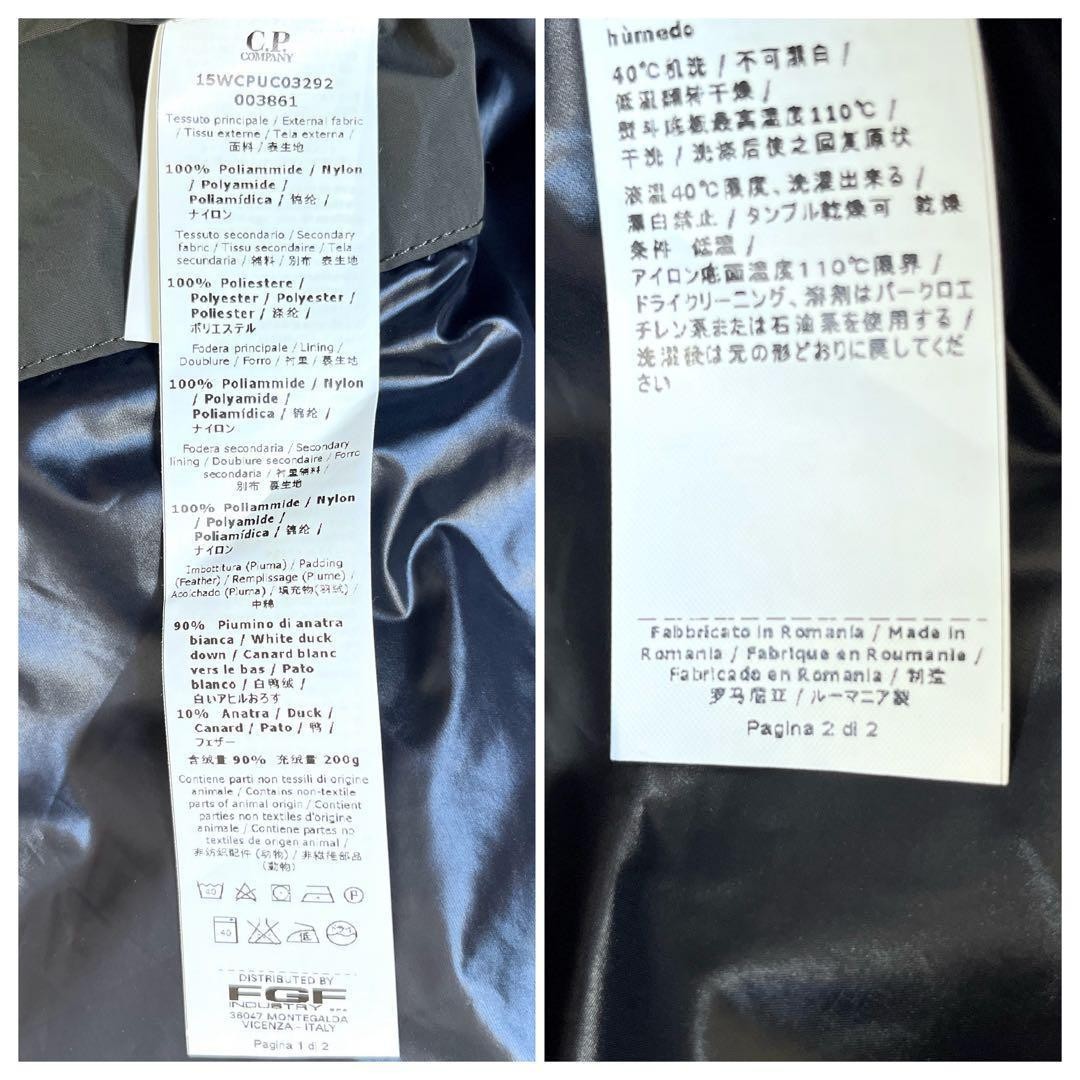 C.P.
COMPANY
15WCPUC03292
003861
Tessuto principale / External fabric
/ Tissu externe / Tela externa /
面料 / 表生地
100% Poliammide / Nylon
/ Polyamide /
Poliamídica / 锦纶 /
ナイロン
Tessuto secondario / Secondary
fabric / Tissu secondaire / Tela
secundaria / 辅料 / 別布 表生地
100% Poliestere /
Polyester / Polyester /
Poliester / 涤纶 /
ポリエステル
Fodera principale / Lining /
Doublure / Forro / 衬里 / 裏生地
100% Poliammide / Nylon
/ Polyamide /
Poliamídica / 锦纶 /
ナイロン
Fodera secondaria / Secondary
lining / Doublure secondaire / Forro
secundaria / 衬里辅料 /
別布 裏生地
100% Poliammide / Nylon
/ Polyamide /
Poliamídica / 锦纶 /
ナイロン
Imbottitura (Piuma) / Padding
(Feather) / Remplissage (Plume) /
Acolchado (Pluma) / 填充物(羽绒) /
中綿
90% Piumino di anatra
bianca / White duck
down / Canard blanc
vers le bas / Pato
blanco / 白鸭绒 /
白いアヒルおろす
10% Anatra / Duck /
Canard / Pato / 鸭 /
フェザー
含绒量 90% 充绒量 200g
Contiene parti non tessili di origine
animale / Contains non-textile
parts of animal origin / Contient
parties non textiles d'origine
animale / Contiene partes no
textiles de origen animal /
非纺织配件 (动物) / 非繊維部品
(動物)
40 P
40 低
DISTRIBUTED BY
FGF
INDUSTRY SPA
36047 MONTEGALDA
VICENZA - ITALY
Pagina 1 di 2
húmedo
40℃机洗 / 不可漂白 /
低温翻转干燥 /
熨斗底板最高温度110℃ /
干洗 / 洗涤后使之回复原状
液温40℃限度、洗濯出来る /
漂白禁止 / タンブル乾燥可 乾燥
条件 低温 /
アイロン底面温度110℃限界 /
ドライクリーニング、溶剤はパークロエ
チレン系または石油系を使用する /
洗濯後は元の形どおりに戻してくだ
さい
Fabbricato in Romania / Made in
Romania / Fabrique en Roumanie /
Fabricado en Romania / 制造
罗马尼亚 / ルーマニア製
Pagina 2 di 2